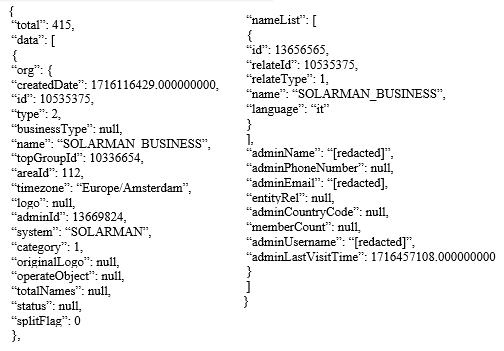 {
“total”: 415,
“data”: [
{
“org”: {
“createdDate”: 1716116429.000000000,
“id”: 10535375,
“type”: 2,
“businessType”: null,
“name”: “SOLARMAN BUSINESS”,
“topGroupId”: 10336654,
“areaId”: 112,
“timezone”: “Europe/Amsterdam”,
“logo”: null,
“adminId”: 13669824,
“system”: “SOLARMAN”,
“category”: 1,
“originalLogo”: null,
“operateObject”: null,
“totalNames”: null,
“status”: null,
“splitFlag”: 0
},
“nameList”: [
{
“id”: 13656565,
“relateId”: 10535375,
“relateType”: 1,
“name”: “SOLARMAN_BUSINESS”,
“language”: “it”
}
],
“adminName”: “[redacted]”,
“adminPhoneNumber”: null,
“adminEmail”: “[redacted],
“entityRel”: null,
“adminCountryCode”: null,
“memberCount”: null,
“adminUsername”: “[redacted]”,
“adminLastVisitTime”: 1716457108.000000000
}
]
}